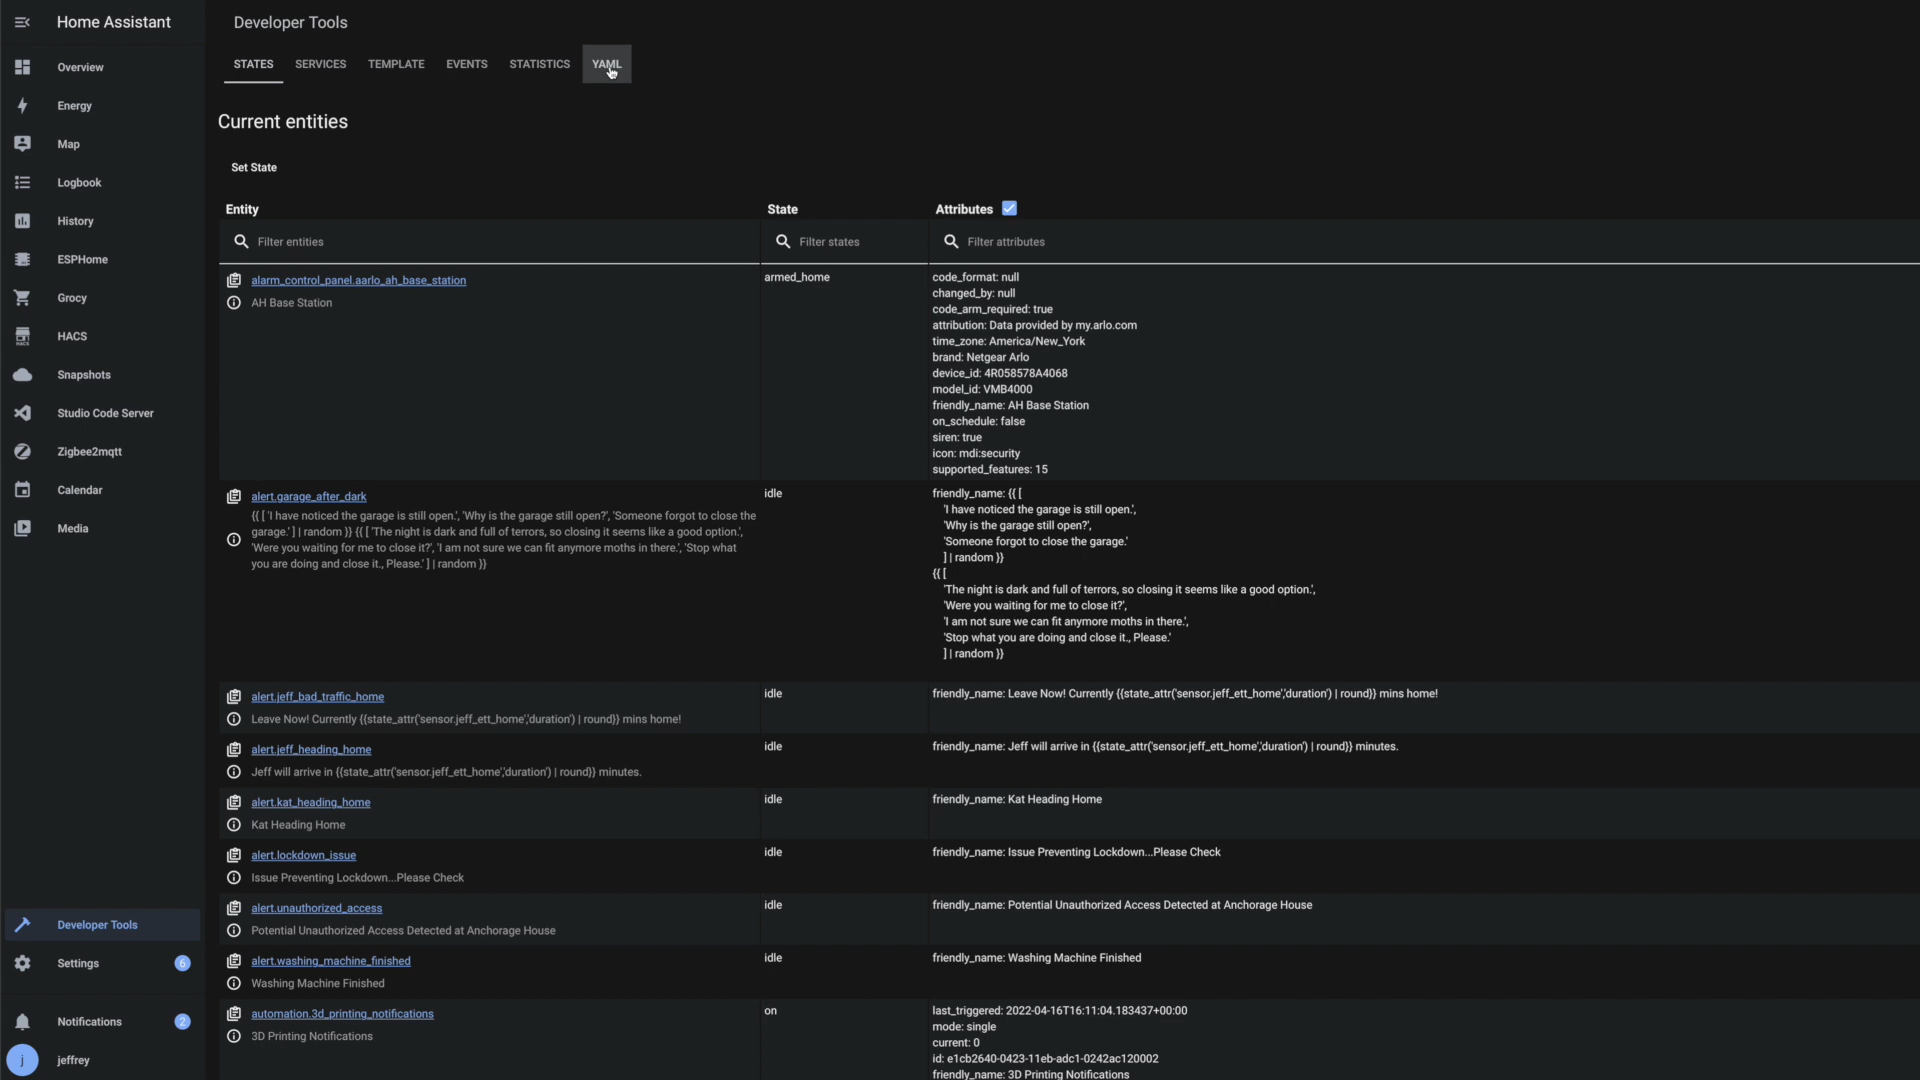 Home Assistant
Overview
Energy
Map
Logbook
History
ESPHome
Grocy
HACS
HACS
Snapshots
Studio Code Server
Zigbee2mqtt
Calendar
Media
Developer Tools
Settings 6
Notifications 2
j jeffrey
Developer Tools
STATES SERVICES TEMPLATE EVENTS STATISTICS YAML
Current entities
Set State
Entity State Attributes
Filter entities Filter states Filter attributes
alarm_control_panel.aarlo_ah_base_station
AH Base Station
armed_home
code_format: null
changed_by: null
code_arm_required: true
attribution: Data provided by my.arlo.com
time_zone: America/New_York
brand: Netgear Arlo
device_id: 4R058578A4068
model_id: VMB4000
friendly_name: AH Base Station
on_schedule: false
siren: true
icon: mdi:security
supported_features: 15
alert.garage_after_dark
{{ [ 'I have noticed the garage is still open.', 'Why is the garage still open?', 'Someone forgot to close the
garage.' ] | random }} {{ [ 'The night is dark and full of terrors, so closing it seems like a good option.',
'Were you waiting for me to close it?', 'I am not sure we can fit anymore moths in there.', 'Stop what
you are doing and close it., Please.' ] | random }}
idle
friendly_name: {{ [
'I have noticed the garage is still open.',
'Why is the garage still open?',
'Someone forgot to close the garage.'
] | random }}
{{ [
'The night is dark and full of terrors, so closing it seems like a good option.',
'Were you waiting for me to close it?',
'I am not sure we can fit anymore moths in there.',
'Stop what you are doing and close it., Please.'
] | random }}
alert.jeff_bad_traffic_home
Leave Now! Currently {{state_attr('sensor.jeff_ett_home','duration') | round}} mins home!
idle
friendly_name: Leave Now! Currently {{state_attr('sensor.jeff_ett_home','duration') | round}} mins home!
alert.jeff_heading_home
Jeff will arrive in {{state_attr('sensor.jeff_ett_home','duration') | round}} minutes.
idle
friendly_name: Jeff will arrive in {{state_attr('sensor.jeff_ett_home','duration') | round}} minutes.
alert.kat_heading_home
Kat Heading Home
idle
friendly_name: Kat Heading Home
alert.lockdown_issue
Issue Preventing Lockdown...Please Check
idle
friendly_name: Issue Preventing Lockdown...Please Check
alert.unauthorized_access
Potential Unauthorized Access Detected at Anchorage House
idle
friendly_name: Potential Unauthorized Access Detected at Anchorage House
alert.washing_machine_finished
Washing Machine Finished
idle
friendly_name: Washing Machine Finished
automation.3d_printing_notifications
3D Printing Notifications
on
last_triggered: 2022-04-16T16:11:04.183437+00:00
mode: single
current: 0
id: e1cb2640-0423-11eb-adc1-0242ac120002
friendly_name: 3D Printing Notifications